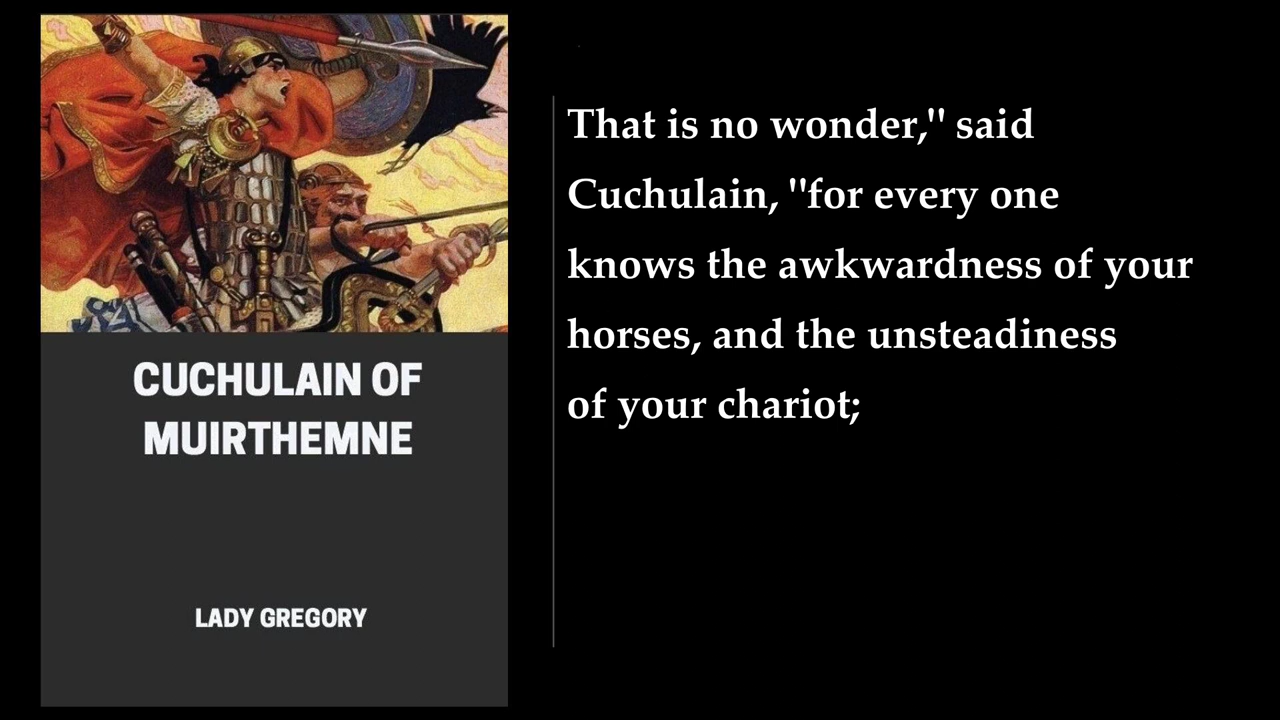 CUCHULAIN OF
MUIRTHEMNE
LADY GREGORY
That is no wonder," said
Cuchulain, "for every one
knows the awkwardness of your
horses, and the unsteadiness
of your chariot;